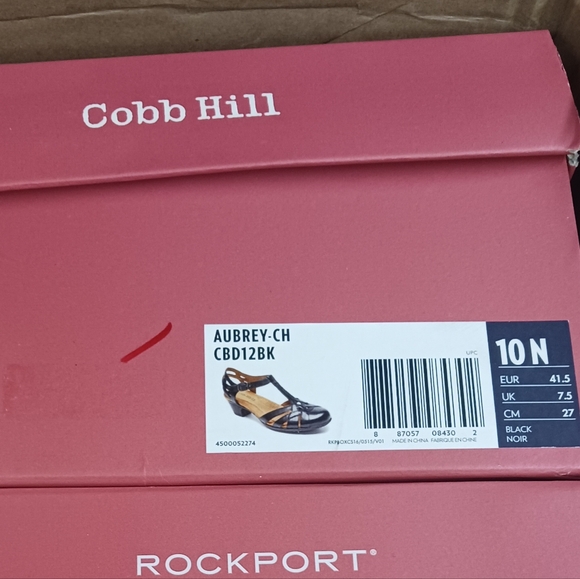 Cobb Hill
AUBREY-CH
CBD12BK
4500052274
UPC
8 87057 08430 2
MADE IN CHINA FABRIQUE EN CHINE
10 N
EUR 41.5
UK 7.5
CM 27
BLACK
NOIR
ROCKPORT®